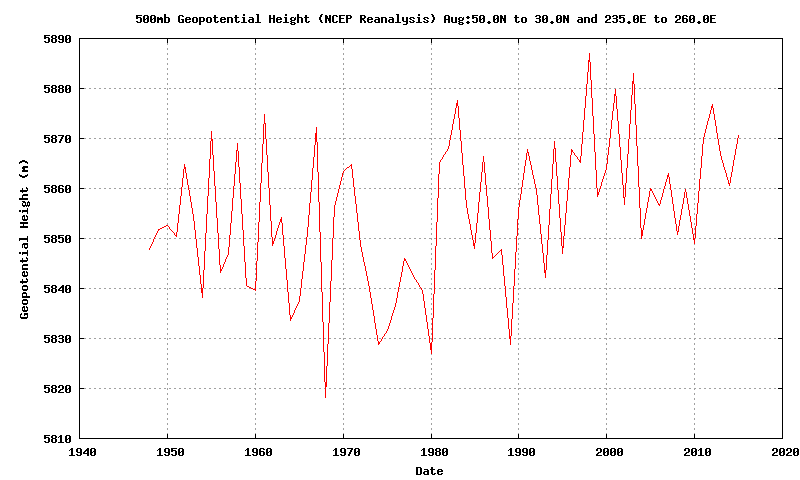 500mb Geopotential Height (NCEP Reanalysis) Aug:50.0N to 30.0N and 235.0E to 260.0E
5890
5880
5870
5860
5850
5840
5830
5820
5810
Geopotential Height (m)
1940 1950 1960 1970 1980 1990 2000 2010 2020
Date